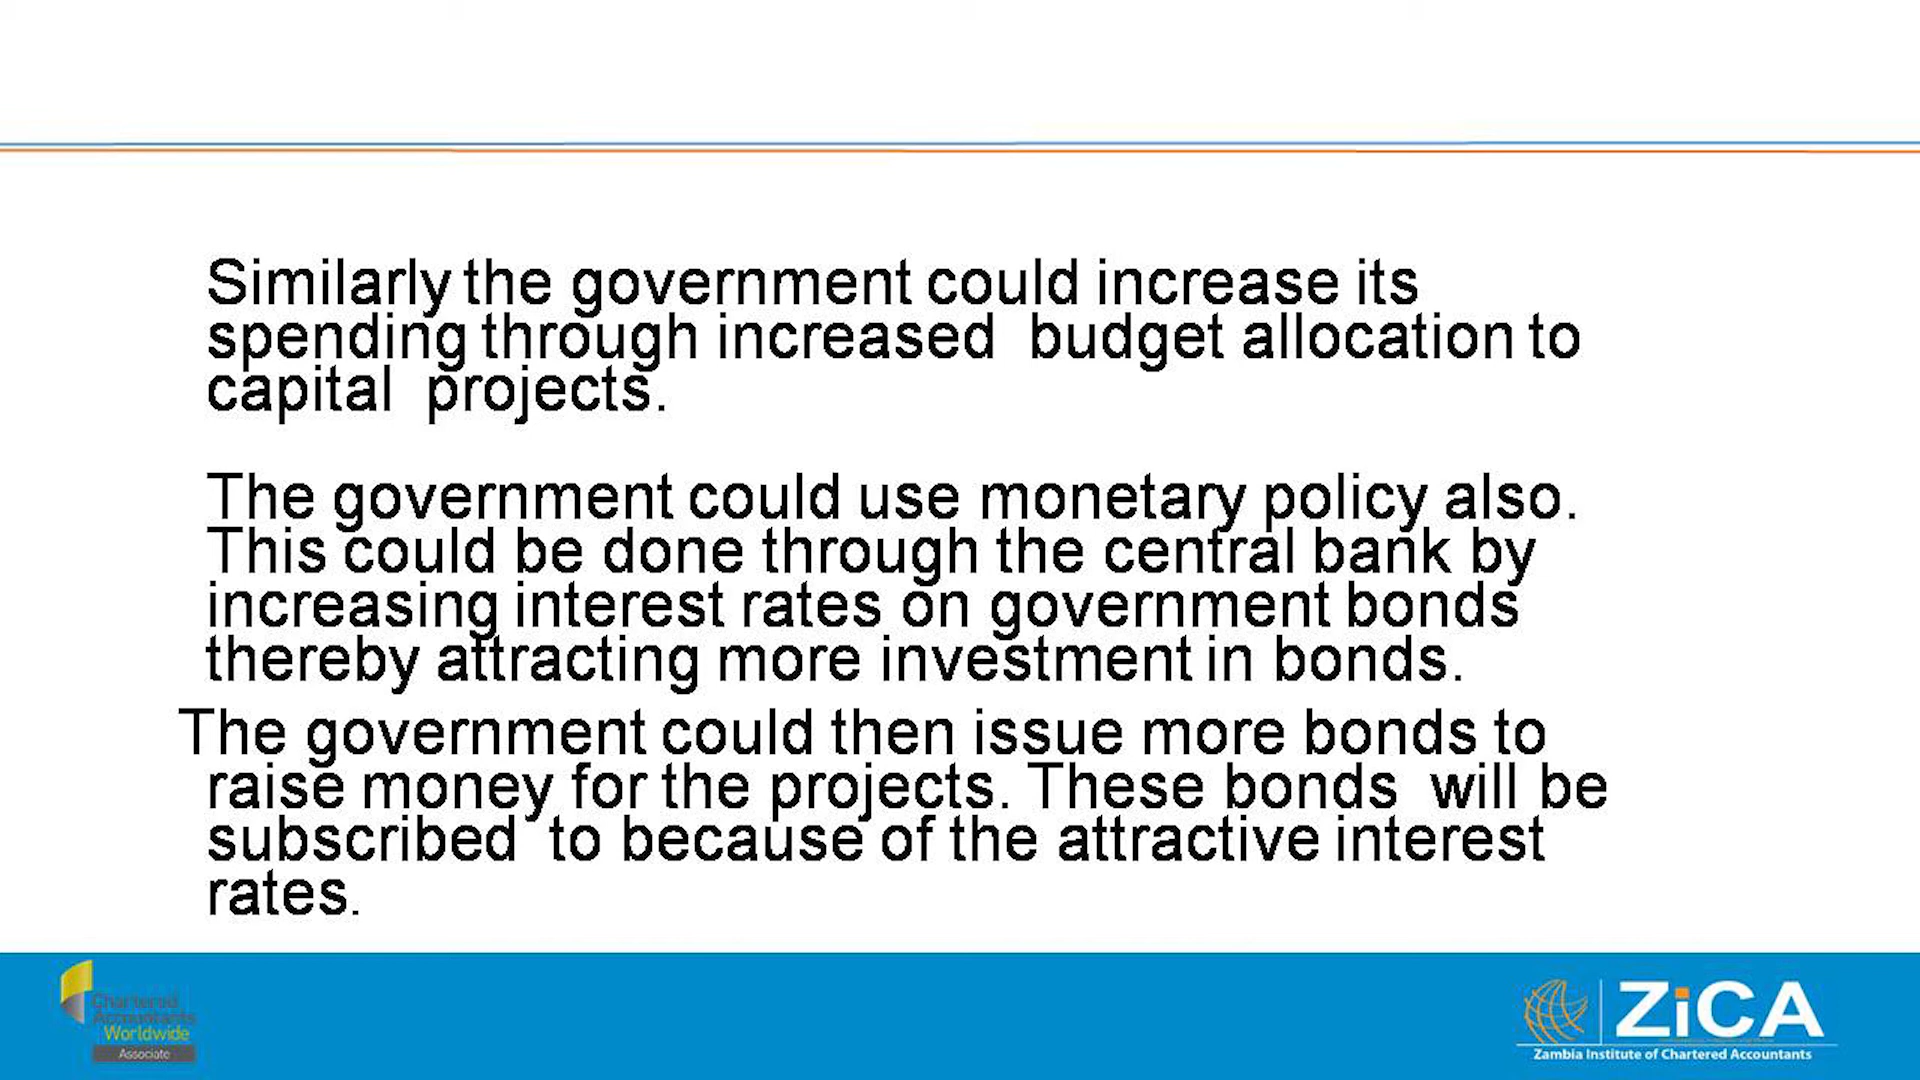 Similarly the government could increase its
spending through increased budget allocation to
capital projects.
The government could use monetary policy also.
This could be done through the central bank by
increasing interest rates on government bonds
thereby attracting more investment in bonds.
The government could then issue more bonds to
raise money for the projects. These bonds will be
subscribed to because of the attractive interest
rates.
Chartered
Accountants
Worldwide
Associate
ZiCA
Zambia Institute of Chartered Accountants